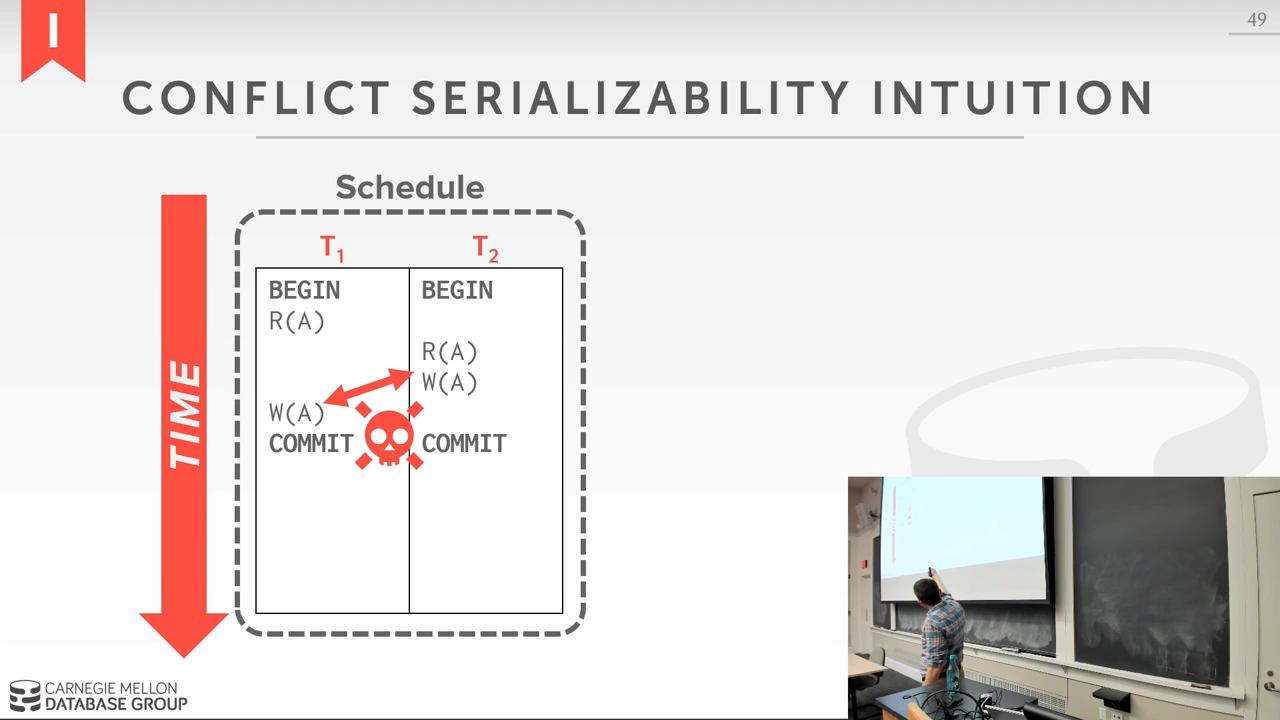 I
49
CONFLICT SERIALIZABILITY INTUITION
Schedule
TIME
T1 T2
BEGIN BEGIN
R(A)
R(A)
W(A)
W(A)
COMMIT COMMIT
CARNEGIE MELLON
DATABASE GROUP